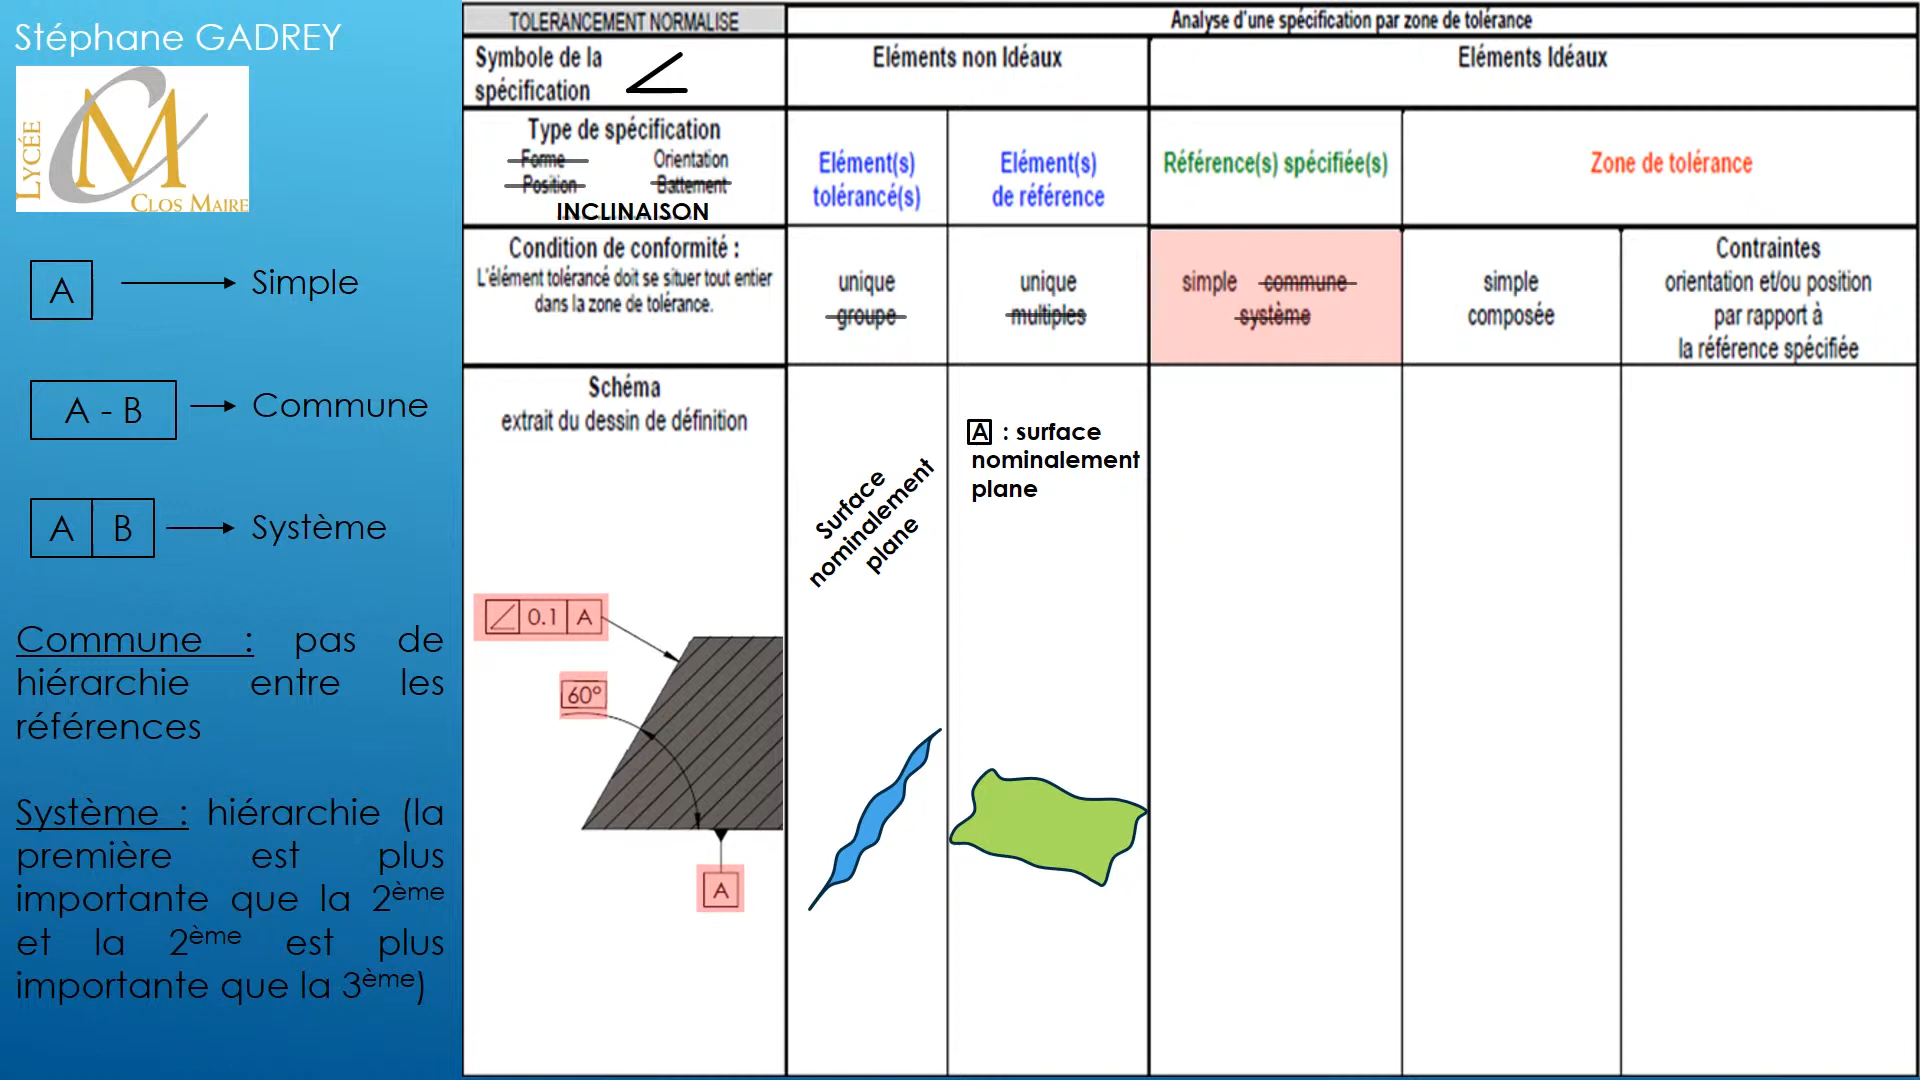 Stéphane GADREY
LYCÉE
CM
CLOS MAIRE
A
Simple
A - B
Commune
A B
Système
Commune : pas de
hiérarchie entre les
références
Système : hiérarchie (la
première est plus
importante que la 2ème
et la 2ème est plus
importante que la 3ème)
TOLERANCEMENT NORMALISE
Analyse d'une spécification par zone de tolérance
Symbole de la
spécification
Eléments non Idéaux
Eléments Idéaux
Type de spécification
Forme Orientation
Position Battement
INCLINAISON
Elément(s)
tolérancé(s)
Elément(s)
de référence
Référence(s) spécifiée(s)
Zone de tolérance
Condition de conformité :
L'élément tolérancé doit se situer tout entier
dans la zone de tolérance.
unique
groupe
unique
multiples
simple commune
système
simple
composée
Contraintes
orientation et/ou position
par rapport à
la référence spécifiée
Schéma
extrait du dessin de définition
0.1 A
60°
A
Surface
nominalement
plane
A : surface
nominalement
plane